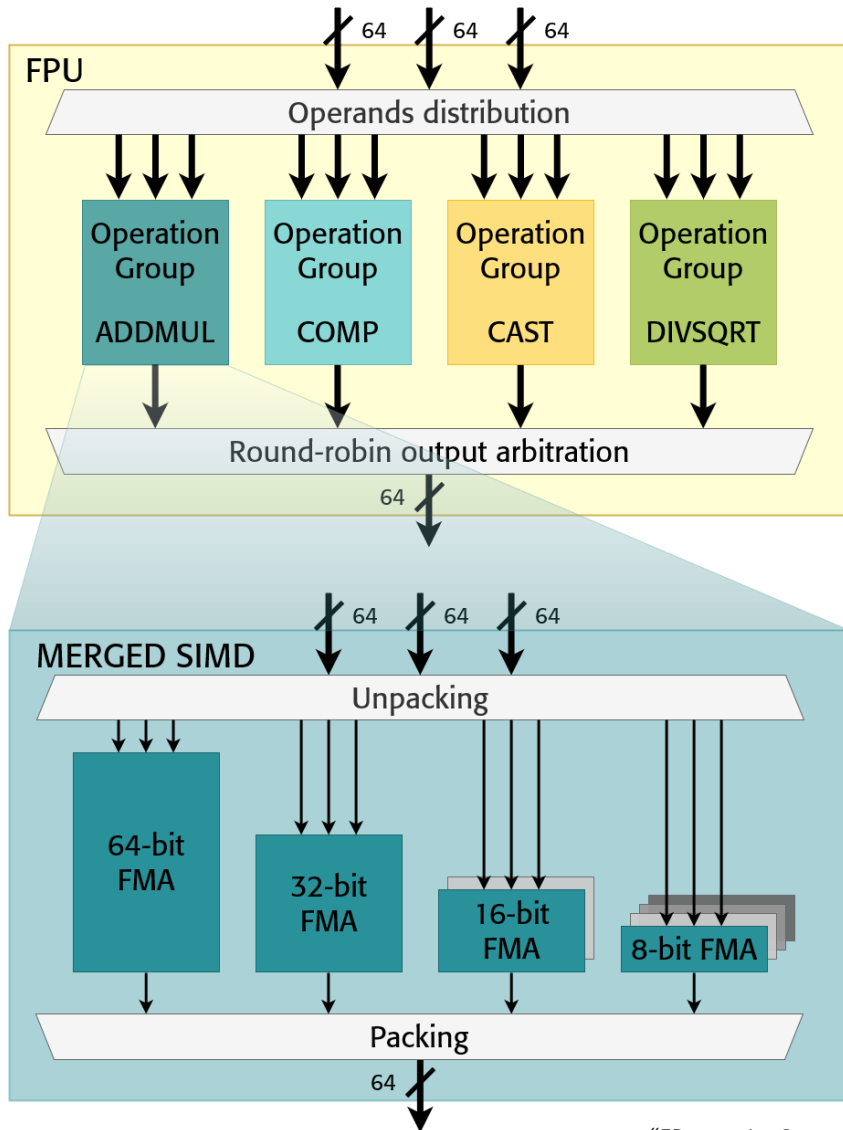 64 64 64
FPU
Operands distribution
Operation Operation Operation Operation
Group Group Group Group
ADDMUL COMP CAST DIVSQRT
Round-robin output arbitration
64
64 64 64
MERGED SIMD
Unpacking
64-bit
FMA
32-bit
FMA
16-bit
FMA
8-bit FMA
Packing
64